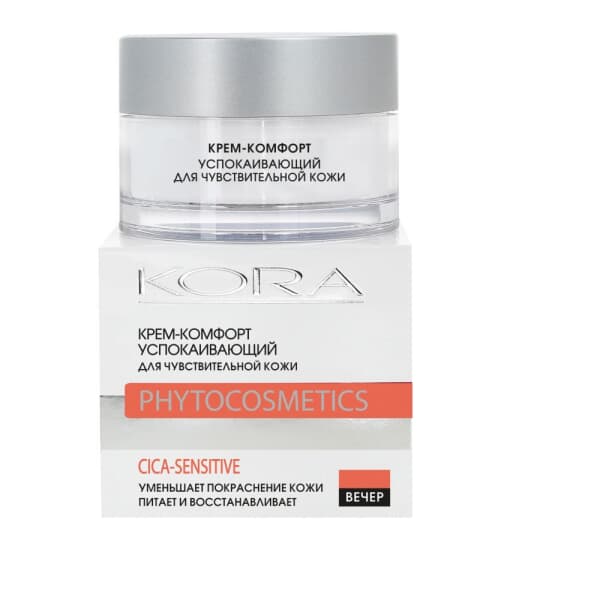 КРЕМ-КОМФОРТ
УСПОКАИВАЮЩИЙ
ДЛЯ ЧУВСТВИТЕЛЬНОЙ КОЖИ
KORA
КРЕМ-КОМФОРТ
УСПОКАИВАЮЩИЙ
ДЛЯ ЧУВСТВИТЕЛЬНОЙ КОЖИ
PHYTOCOSMETICS
CICA-SENSITIVE
УМЕНЬШАЕТ ПОКРАСНЕНИЕ КОЖИ
ПИТАЕТ И ВОССТАНАВЛИВАЕТ
ВЕЧЕР